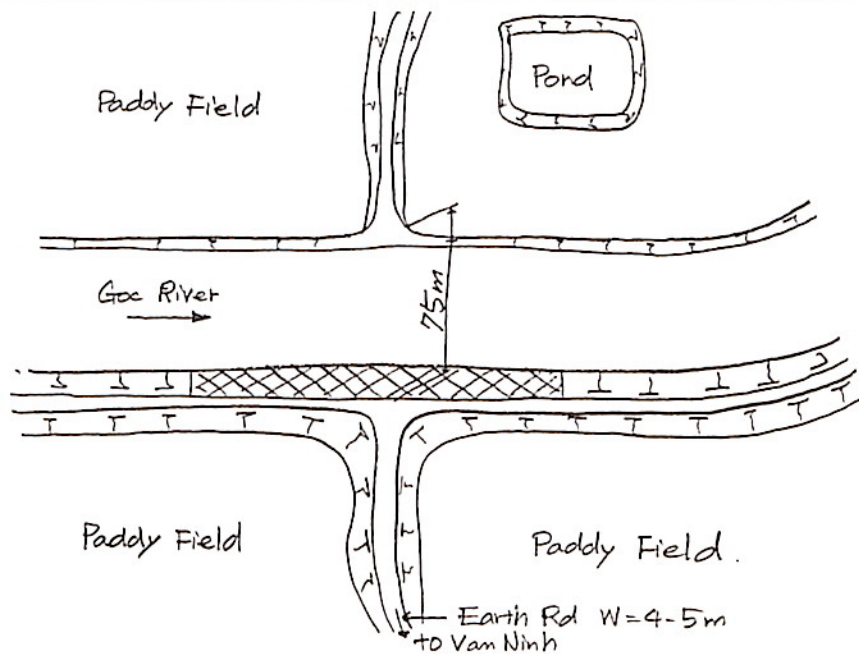 Paddy Field
Pond
Goc River
75m
Paddy Field
Paddy Field.
Earth Rd W=4-5m
to Van Ninh